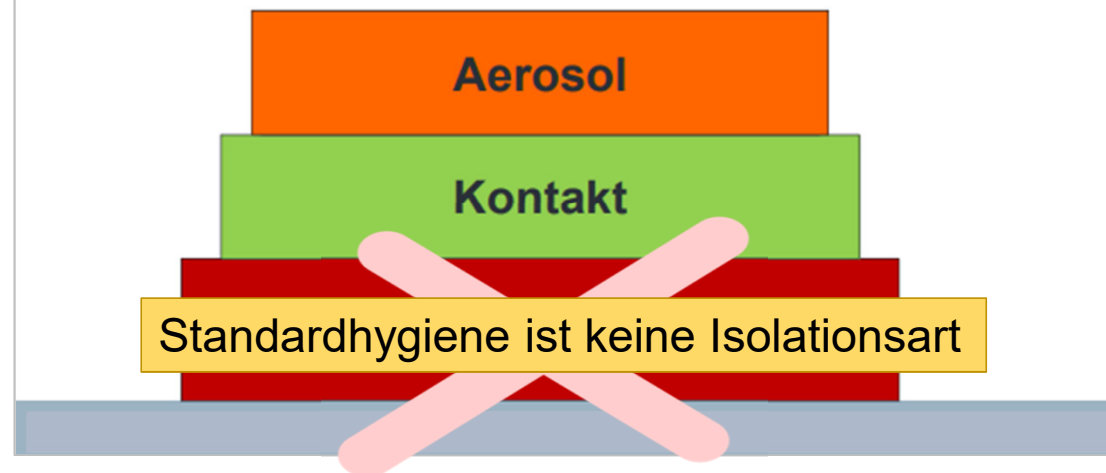 Aerosol
Kontakt
Standardhygiene ist keine Isolationsart